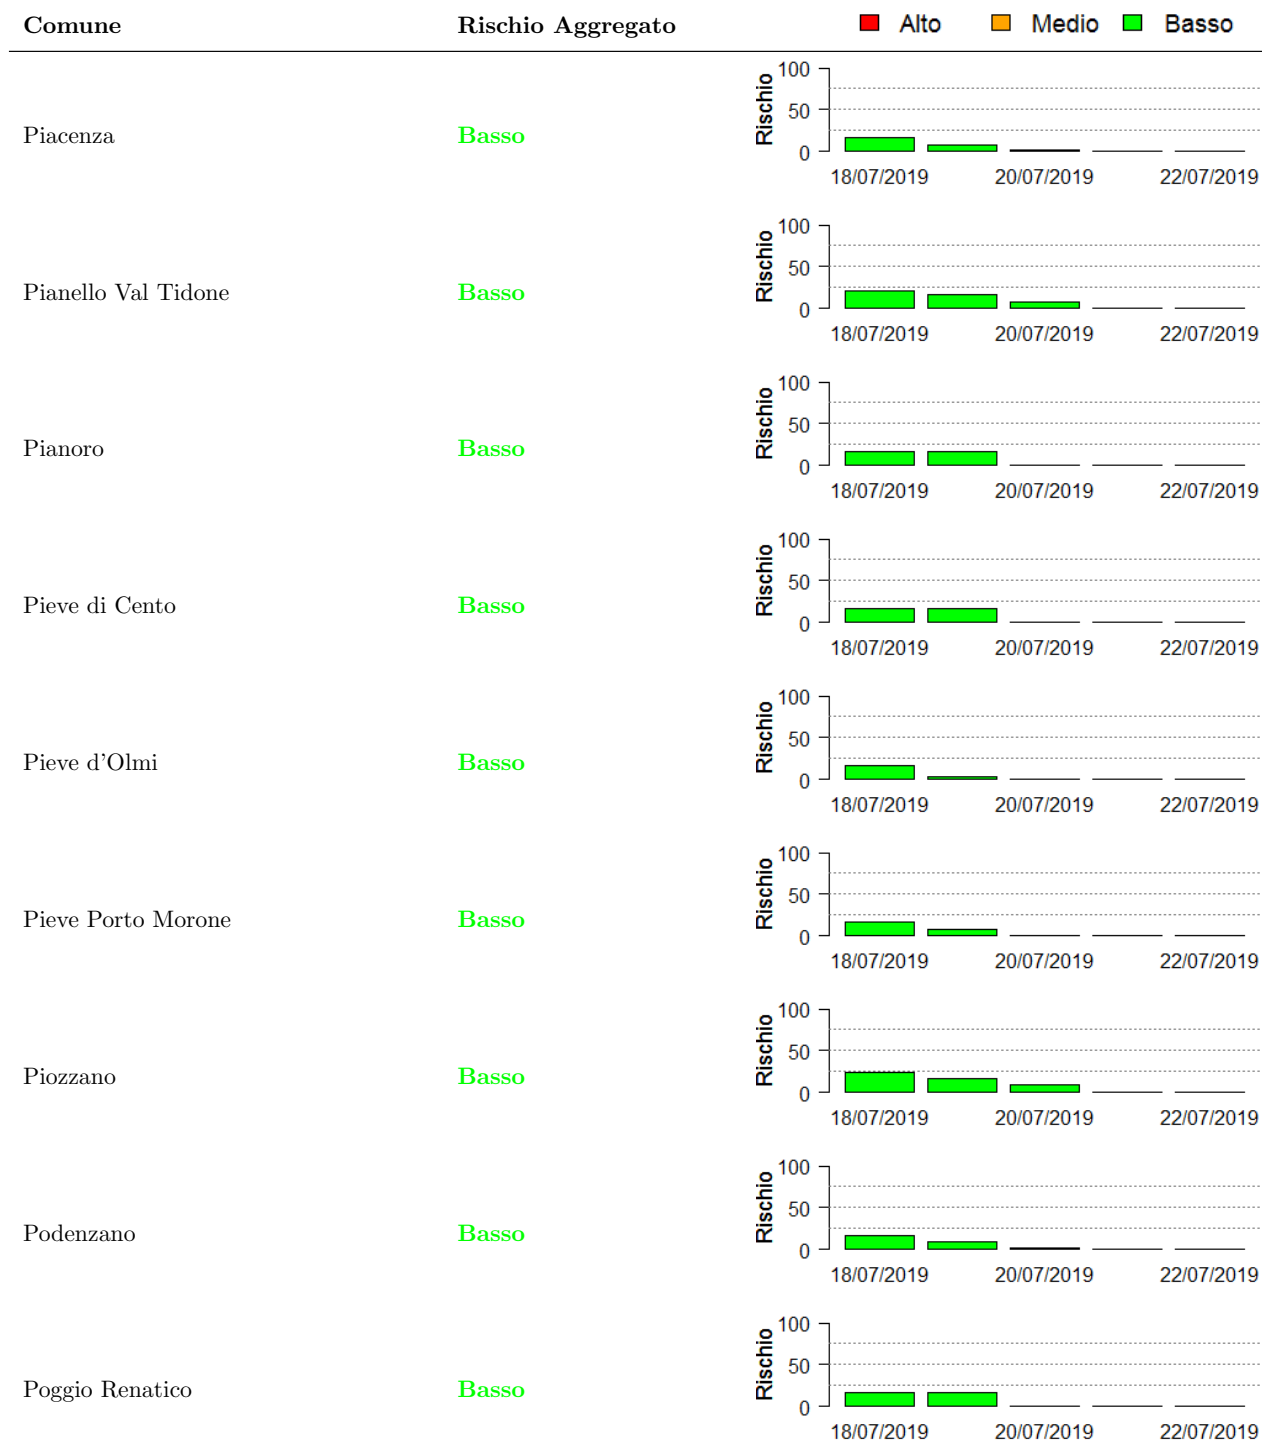 Comune Rischio Aggregato Alto Medio Basso
100
50
0
Rischio
Piacenza Basso
18/07/2019 20/07/2019 22/07/2019
100
50
0
Rischio
Pianello Val Tidone Basso
18/07/2019 20/07/2019 22/07/2019
100
50
0
Rischio
Pianoro Basso
18/07/2019 20/07/2019 22/07/2019
100
50
0
Rischio
Pieve di Cento Basso
18/07/2019 20/07/2019 22/07/2019
100
50
0
Rischio
Pieve d'Olmi Basso
18/07/2019 20/07/2019 22/07/2019
100
50
0
Rischio
Pieve Porto Morone Basso
18/07/2019 20/07/2019 22/07/2019
100
50
0
Rischio
Piozzano Basso
18/07/2019 20/07/2019 22/07/2019
100
50
0
Rischio
Podenzano Basso
18/07/2019 20/07/2019 22/07/2019
100
50
0
Rischio
Poggio Renatico Basso
18/07/2019 20/07/2019 22/07/2019